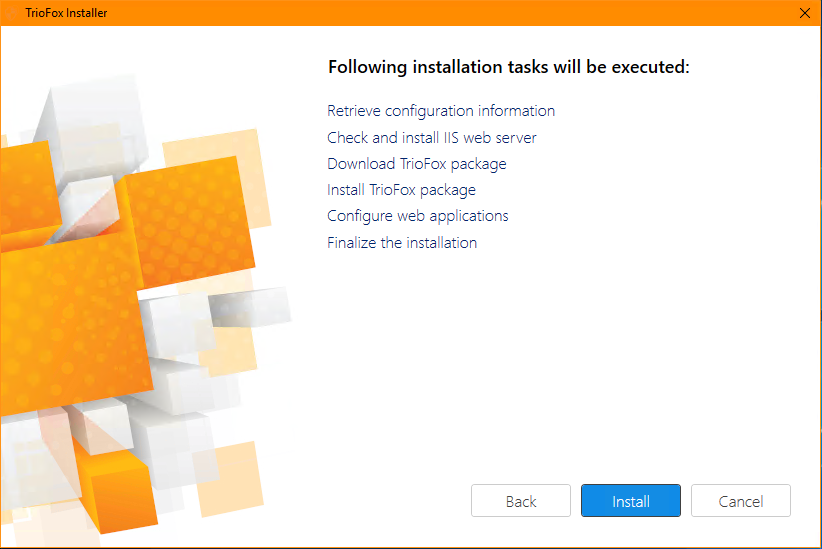 TrioFox Installer
Following installation tasks will be executed:
Retrieve configuration information
Check and install IIS web server
Download TrioFox package
Install TrioFox package
Configure web applications
Finalize the installation
Back
Install
Cancel